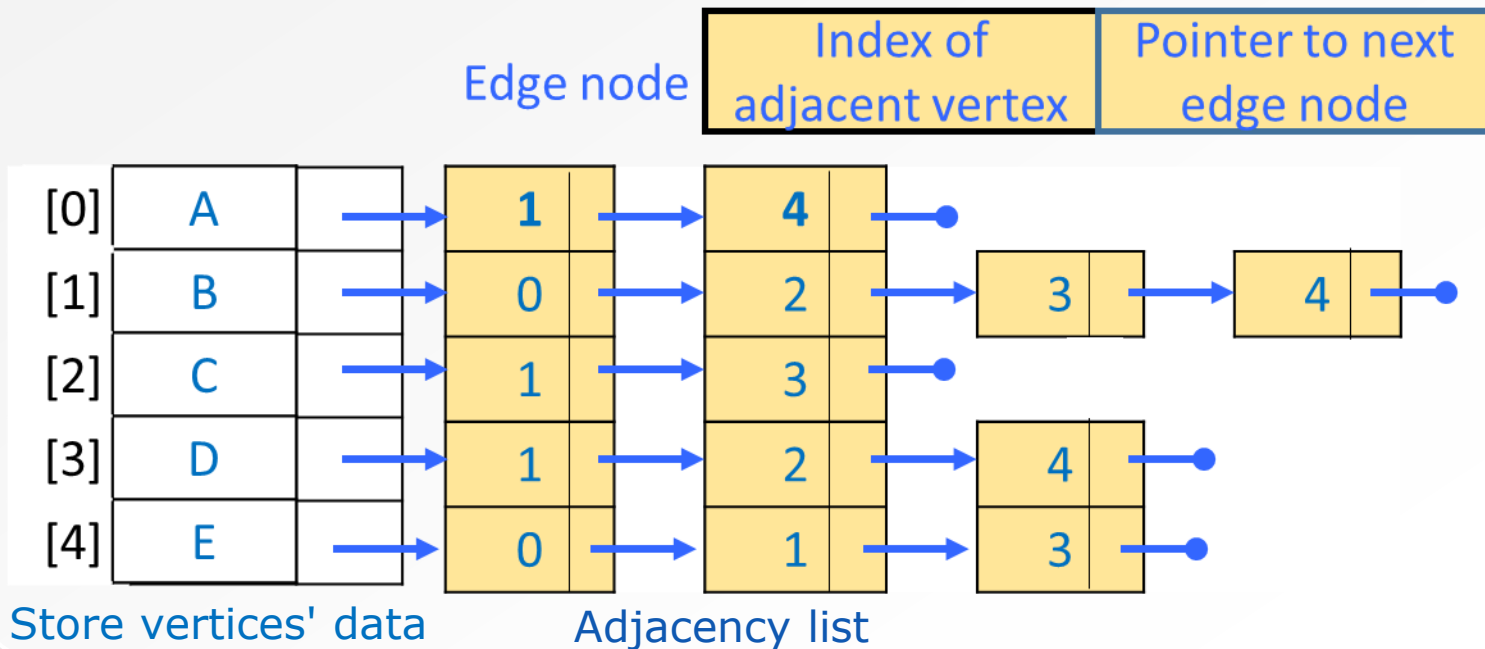 Edge node
Index of
adjacent vertex
Pointer to next
edge node
[0] A 1 4
[1] B 0 2 3 4
[2] C 1 3
[3] D 1 2 4
[4] E 0 1 3
Store vertices' data
Adjacency list